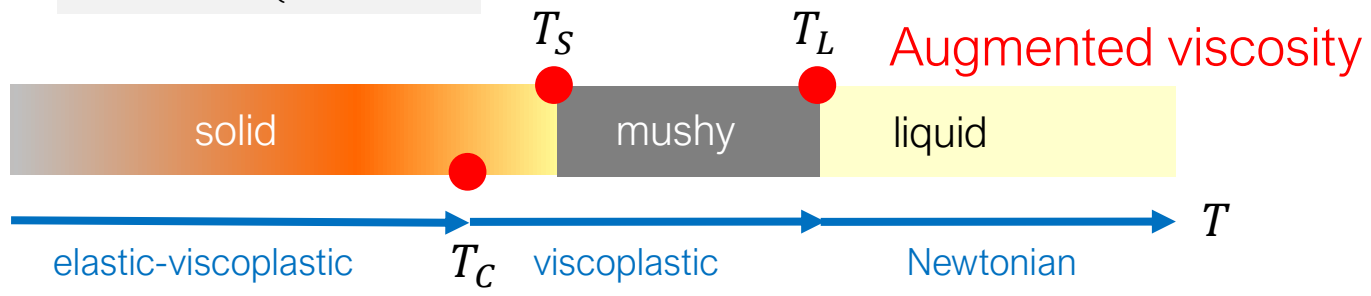 T_S T_L Augmented viscosity
solid mushy liquid
T
elastic-viscoplastic T_C viscoplastic Newtonian